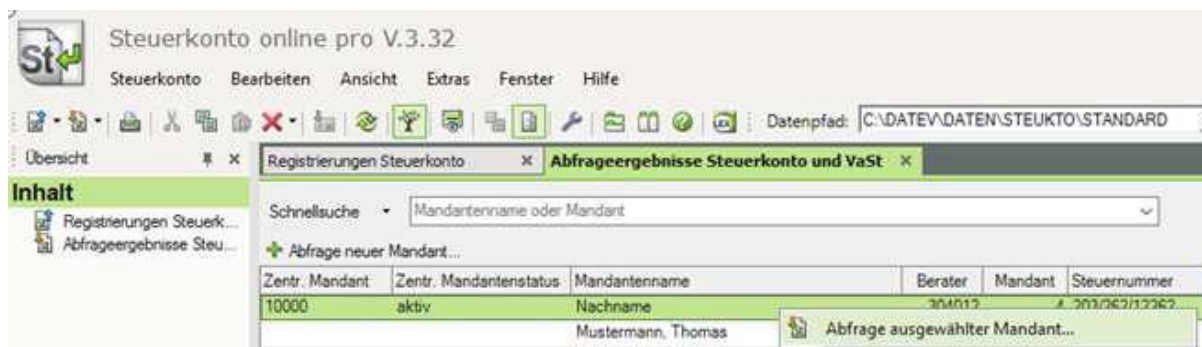 St
Steuerkonto online pro V.3.32
Steuerkonto Bearbeiten Ansicht Extras Fenster Hilfe
Datenpfad: C:\DATEV\DATEN\STEUKTO\STANDARD
Übersicht
Registrierungen Steuerkonto
Abfrageergebnisse Steuerkonto und VaSt
Inhalt
Registrierungen Steuerk...
Abfrageergebnisse Steu...
Schnellsuche Mandantenname oder Mandant
Abfrage neuer Mandant...
Zentr. Mandant Zentr. Mandantenstatus Mandantenname Berater Mandant Steuernummer
10000 aktiv Nachname 4
Mustermann, Thomas
Abfrage ausgewählter Mandant...